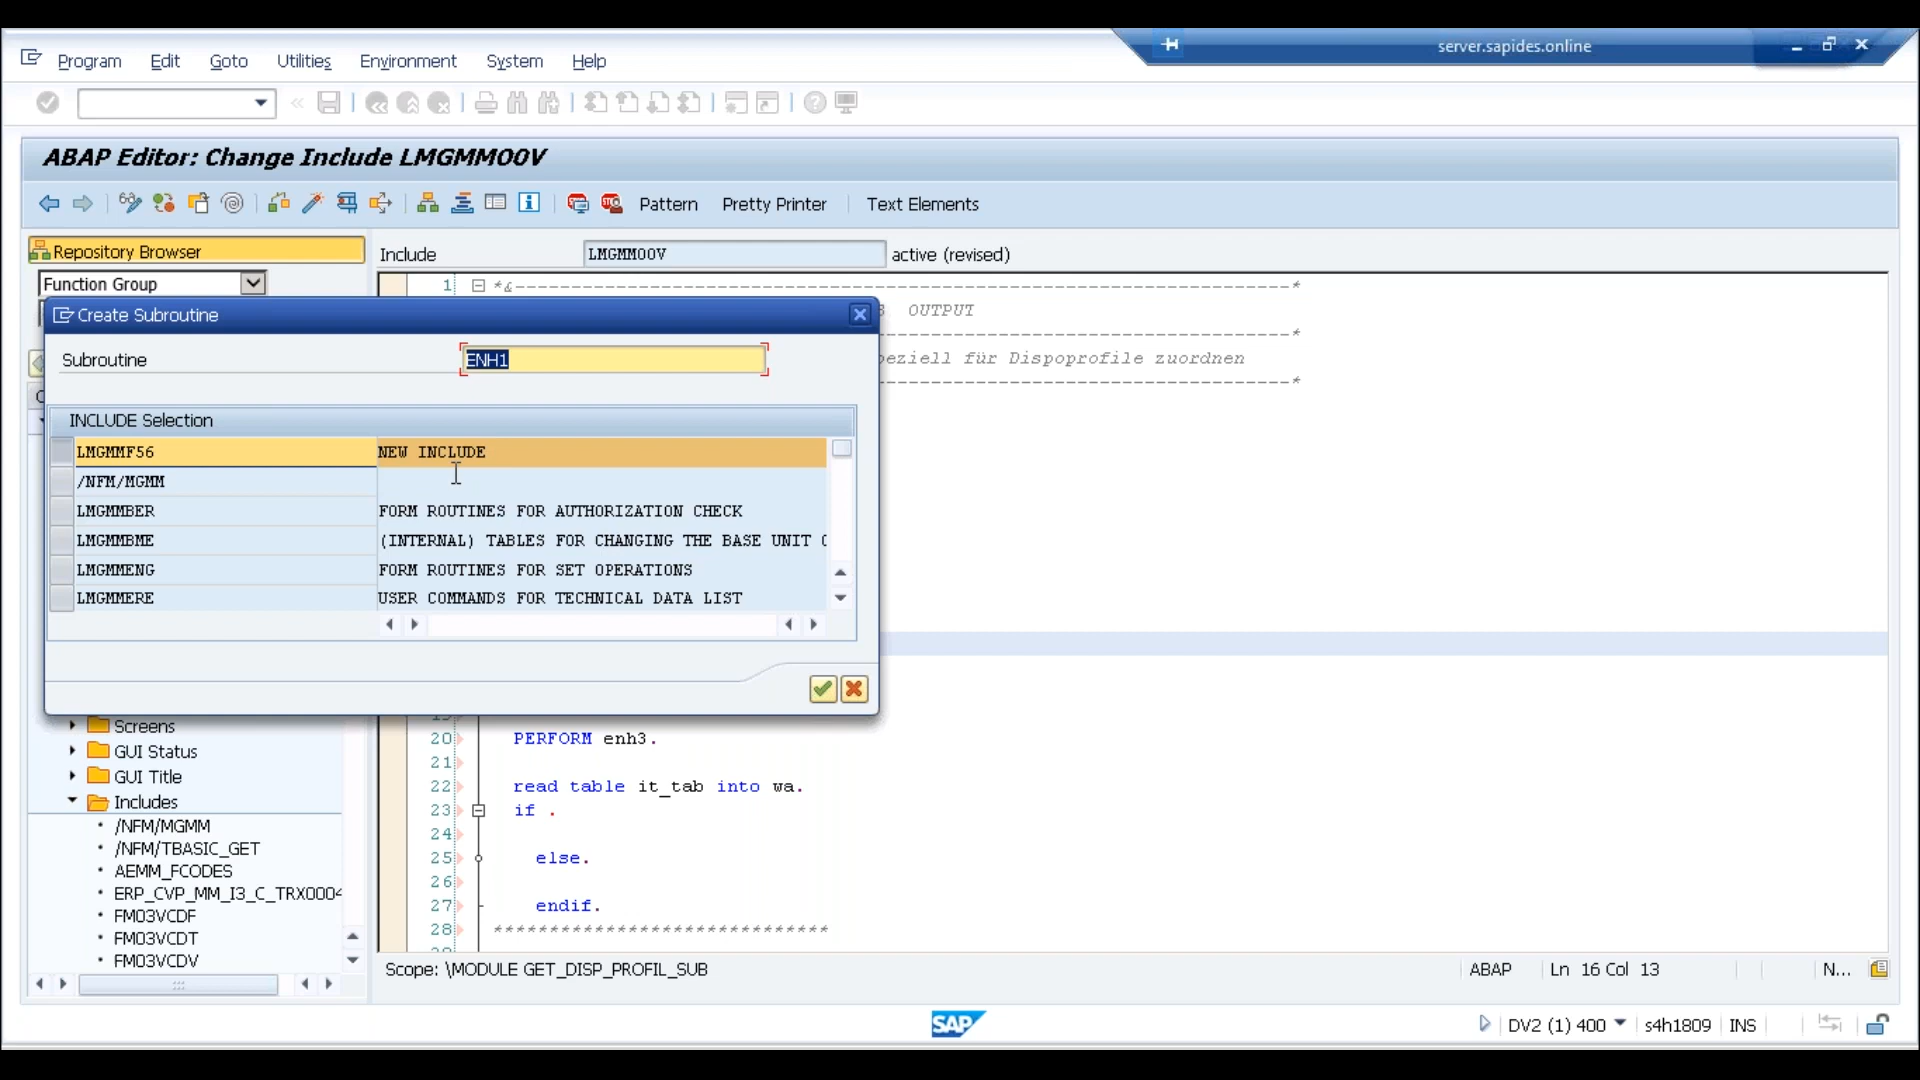 server.sapides.online
Program Edit Goto Utilities Environment System Help
ABAP Editor: Change Include LMGMMO0V
Pattern Pretty Printer Text Elements
Repository Browser
Include LMGMMO0V active (revised)
Function Group
1 *&---------------------------------------------------------------------*
Create Subroutine
OUTPUT
Subroutine ENH1
peziell für Dispoprofile zuordnen
INCLUDE Selection
LMGMMF56 NEW INCLUDE
/NFM/MGMM
LMGMMBER FORM ROUTINES FOR AUTHORIZATION CHECK
LMGMMBME (INTERNAL) TABLES FOR CHANGING THE BASE UNIT
LMGMMENG FORM ROUTINES FOR SET OPERATIONS
LMGMMERE USER COMMANDS FOR TECHNICAL DATA LIST
Screens
GUI Status
GUI Title
Includes
/NFM/MGMM
/NFM/TBASIC_GET
AEMM_FCODES
ERP_CVP_MM_I3_C_TRX0004
FM03VCDF
FM03VCDT
FM03VCDV
20 PERFORM enh3.
21
22 read table it_tab into wa.
23 if .
24
25 else.
26
27 endif.
28 ******************************
Scope: \MODULE GET_DISP_PROFIL_SUB ABAP Ln 16 Col 13 N...
SAP DV2 (1) 400 s4h1809 INS